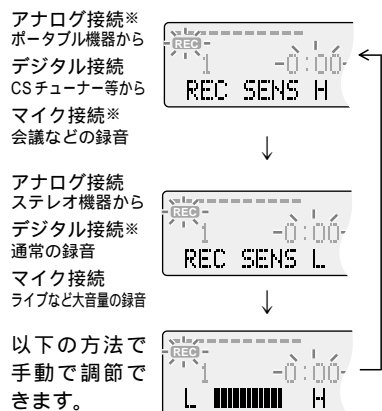 アナログ接続※
ポータブル機器から
デジタル接続
CSチューナー等から
マイク接続※
会議などの録音
REC
1 -0:00
REC SENS H
↓
アナログ接続
ステレオ機器から
デジタル接続※
通常の録音
マイク接続
ライブなど大音量の録音
REC
1 -0:00
REC SENS L
↓
以下の方法で
手動で調節で
きます。
REC
1 -0:00
L H